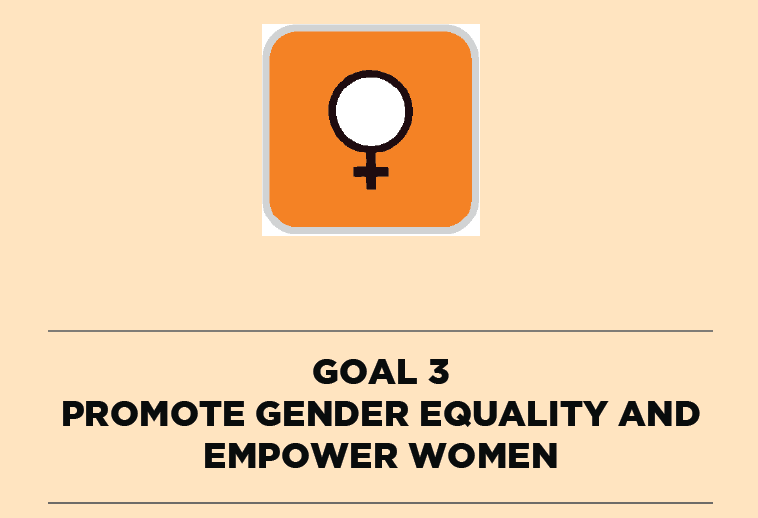 GOAL 3
PROMOTE GENDER EQUALITY AND
EMPOWER WOMEN